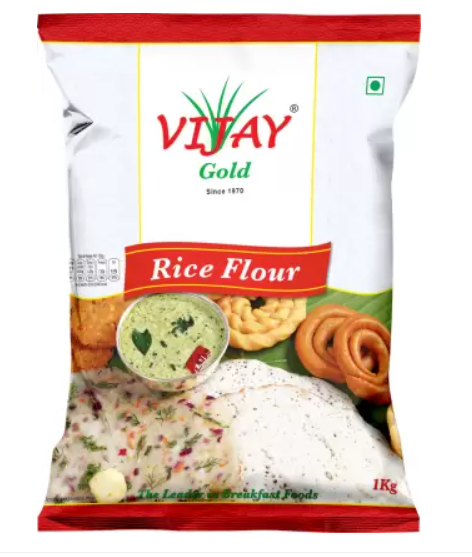 VIJAY®
Gold
Since 1970
Rice Flour
The Leader in Breakfast Foods
1Kg